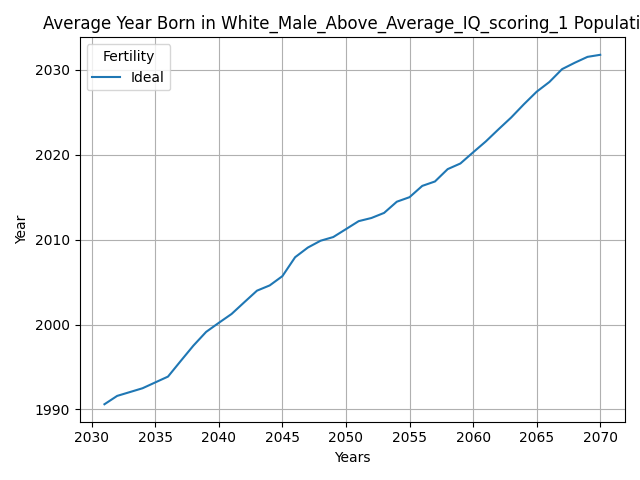 Average Year Born in White_Male_Above_Average_IQ_scoring_1 Populati
Fertility
Ideal
Year
2030
2020
2010
2000
1990
2030 2035 2040 2045 2050 2055 2060 2065 2070
Years